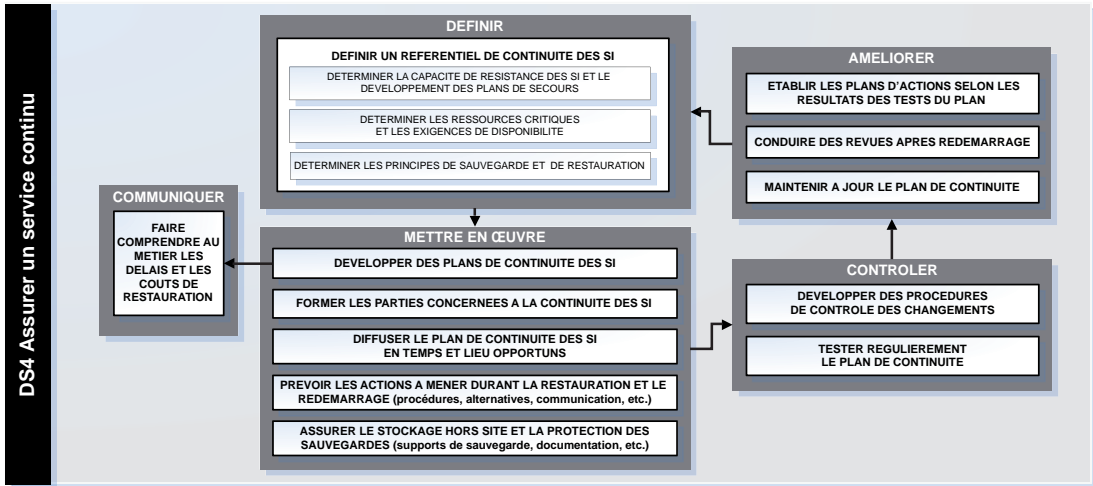 DS4 Assurer un service continu
DEFINIR
DEFINIR UN REFERENTIEL DE CONTINUITE DES SI
DETERMINER LA CAPACITE DE RESISTANCE DES SI ET LE
DEVELOPPEMENT DES PLANS DE SECOURS
DETERMINER LES RESSOURCES CRITIQUES
ET LES EXIGENCES DE DISPONIBILITE
DETERMINER LES PRINCIPES DE SAUVEGARDE ET DE RESTAURATION
COMMUNIQUER
FAIRE
COMPRENDRE AU
METIER LES
DELAIS ET LES
COUTS DE
RESTAURATION
METTRE EN ŒUVRE
DEVELOPPER DES PLANS DE CONTINUITE DES SI
FORMER LES PARTIES CONCERNEES A LA CONTINUITE DES SI
DIFFUSER LE PLAN DE CONTINUITE DES SI
EN TEMPS ET LIEU OPPORTUNS
PREVOIR LES ACTIONS A MENER DURANT LA RESTAURATION ET LE
REDEMARRAGE (procédures, alternatives, communication, etc.)
ASSURER LE STOCKAGE HORS SITE ET LA PROTECTION DES
SAUVEGARDES (supports de sauvegarde, documentation, etc.)
AMELIORER
ETABLIR LES PLANS D'ACTIONS SELON LES
RESULTATS DES TESTS DU PLAN
CONDUIRE DES REVUES APRES REDEMARRAGE
MAINTENIR A JOUR LE PLAN DE CONTINUITE
CONTROLER
DEVELOPPER DES PROCEDURES
DE CONTROLE DES CHANGEMENTS
TESTER REGULIEREMENT
LE PLAN DE CONTINUITE